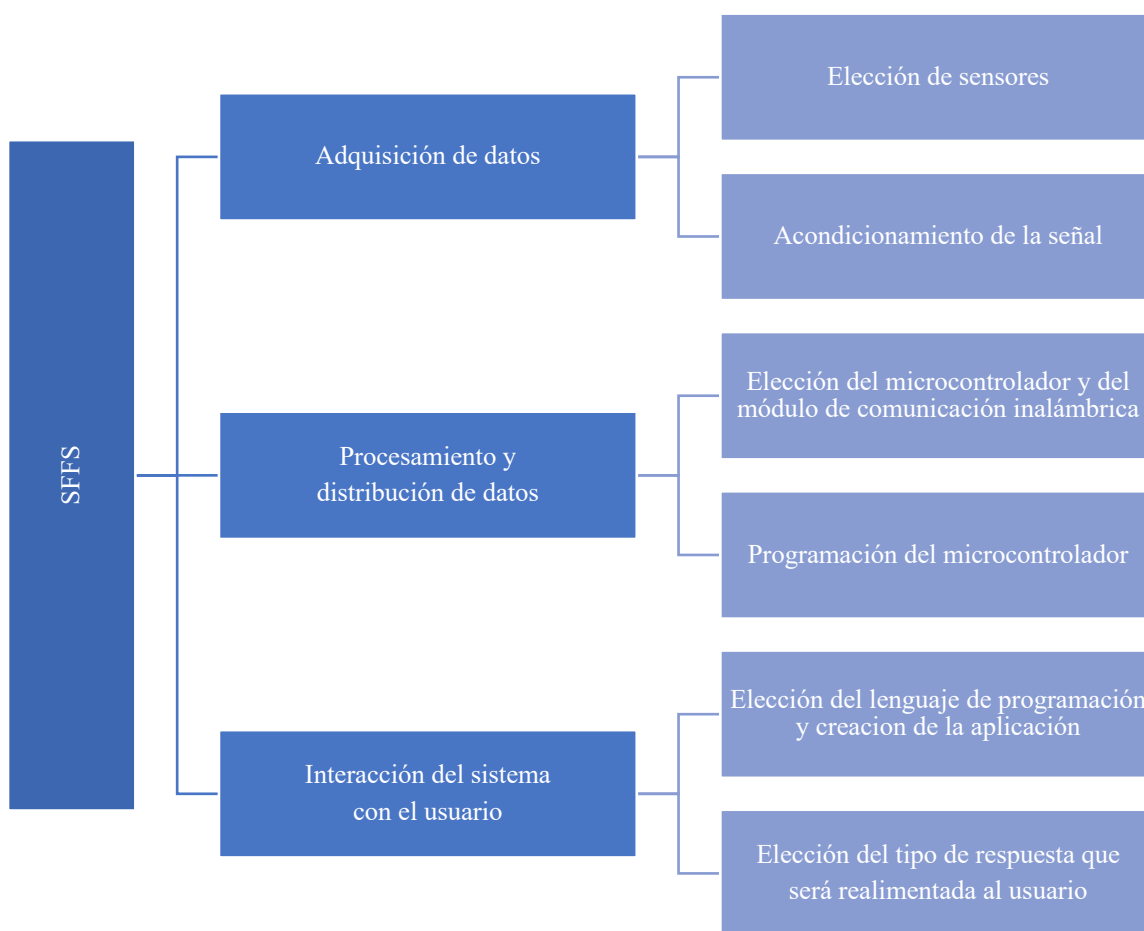 SFFS
Adquisición de datos
Elección de sensores
Acondicionamiento de la señal
Procesamiento y
distribución de datos
Elección del microcontrolador y del
módulo de comunicación inalámbrica
Programación del microcontrolador
Interacción del sistema
con el usuario
Elección del lenguaje de programación
y creacion de la aplicación
Elección del tipo de respuesta que
será realimentada al usuario